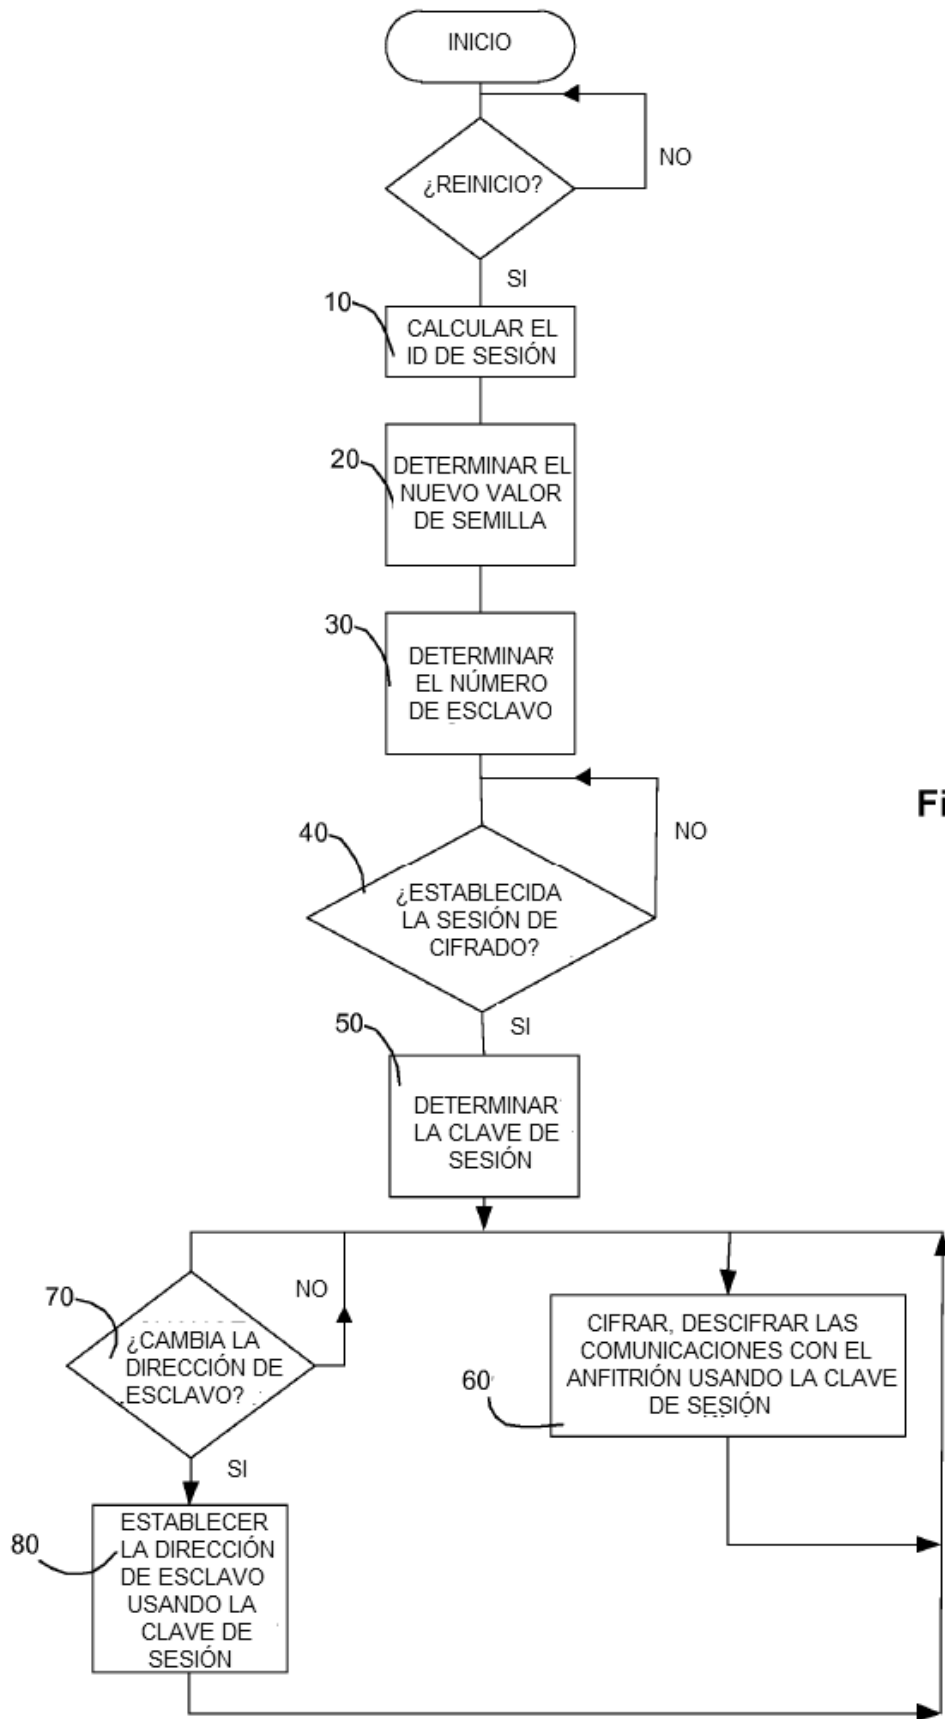 INICIO
NO
¿REINICIO?
SI
10
CALCULAR EL
ID DE SESIÓN
20
DETERMINAR EL
NUEVO VALOR
DE SEMILLA
30
DETERMINAR
EL NÚMERO
DE ESCLAVO
Fi
40
NO
¿ESTABLECIDA
LA SESIÓN DE
CIFRADO?
SI
50
DETERMINAR
LA CLAVE DE
SESIÓN
NO
70
¿CAMBIA LA
DIRECCIÓN DE
ESCLAVO?
SI
CIFRAR, DESCIFRAR LAS
COMUNICACIONES CON EL
ANFITRIÓN USANDO LA CLAVE
DE SESIÓN
60
80
ESTABLECER
LA DIRECCIÓN
DE ESCLAVO
USANDO LA
CLAVE DE
SESIÓN